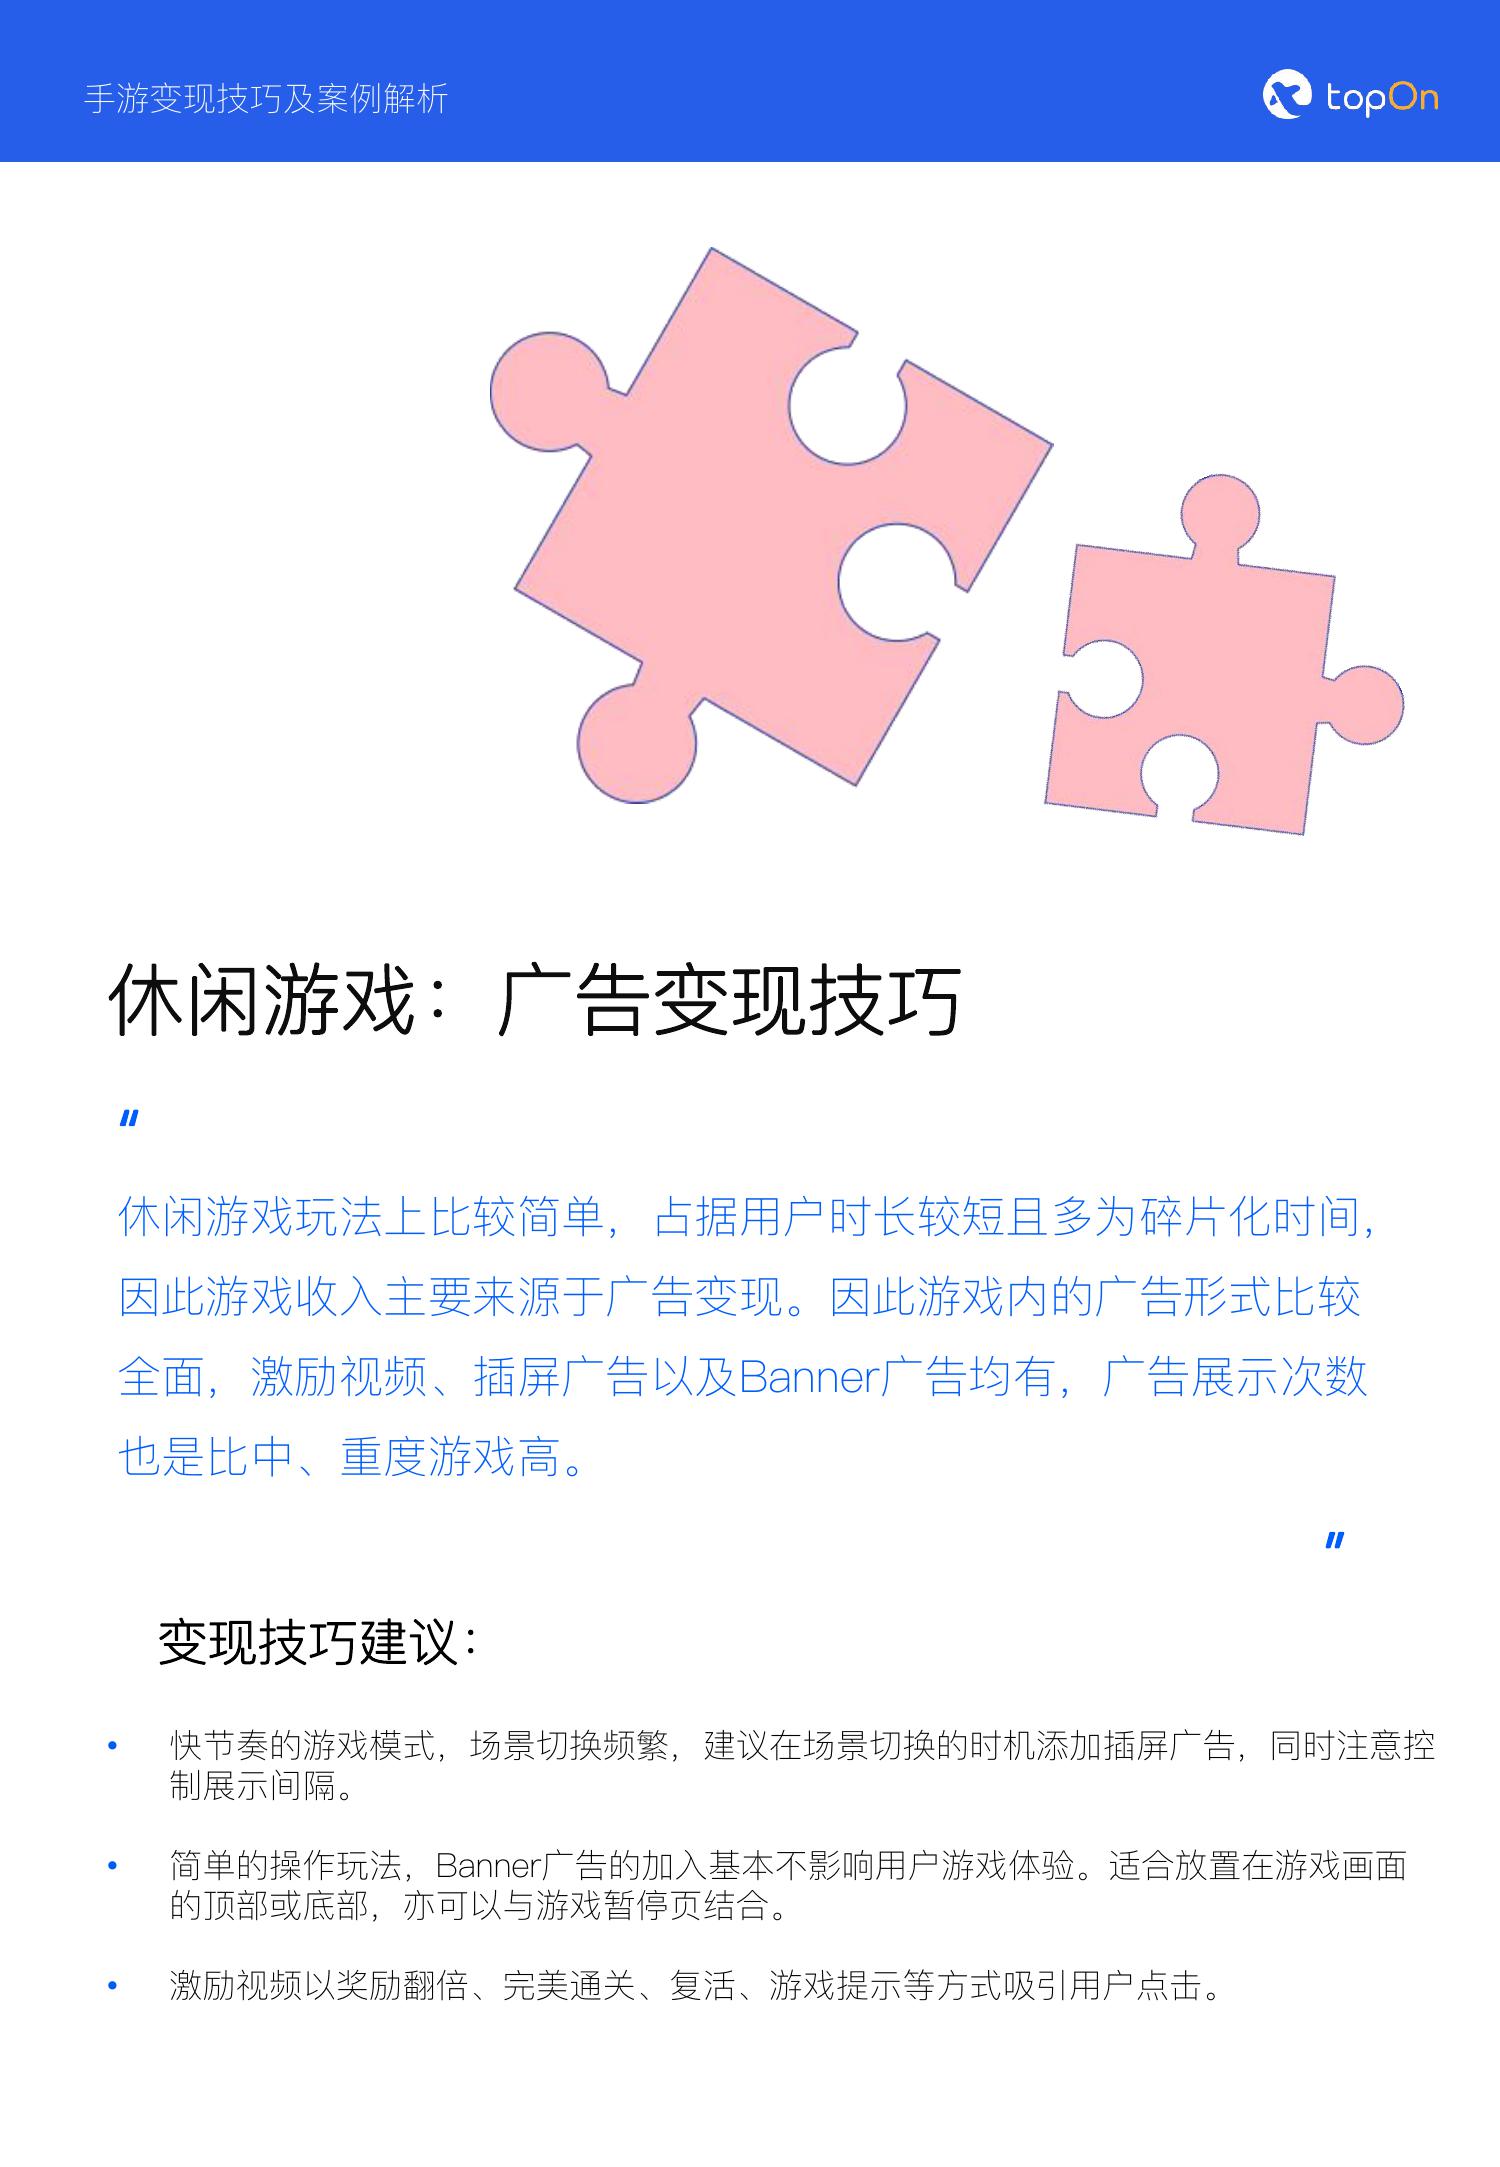 手游变现技巧及案例解析
topOn
休闲游戏：广告变现技巧
"
休闲游戏玩法上比较简单，占据用户时长较短且多为碎片化时间，
因此游戏收入主要来源于广告变现。因此游戏内的广告形式比较
全面，激励视频、插屏广告以及Banner广告均有，广告展示次数
也是比中、重度游戏高。
"
变现技巧建议：
• 快节奏的游戏模式，场景切换频繁，建议在场景切换的时机添加插屏广告，同时注意控
制展示间隔。
• 简单的操作玩法，Banner广告的加入基本不影响用户游戏体验。适合放置在游戏画面
的顶部或底部，亦可以与游戏暂停页结合。
• 激励视频以奖励翻倍、完美通关、复活、游戏提示等方式吸引用户点击。